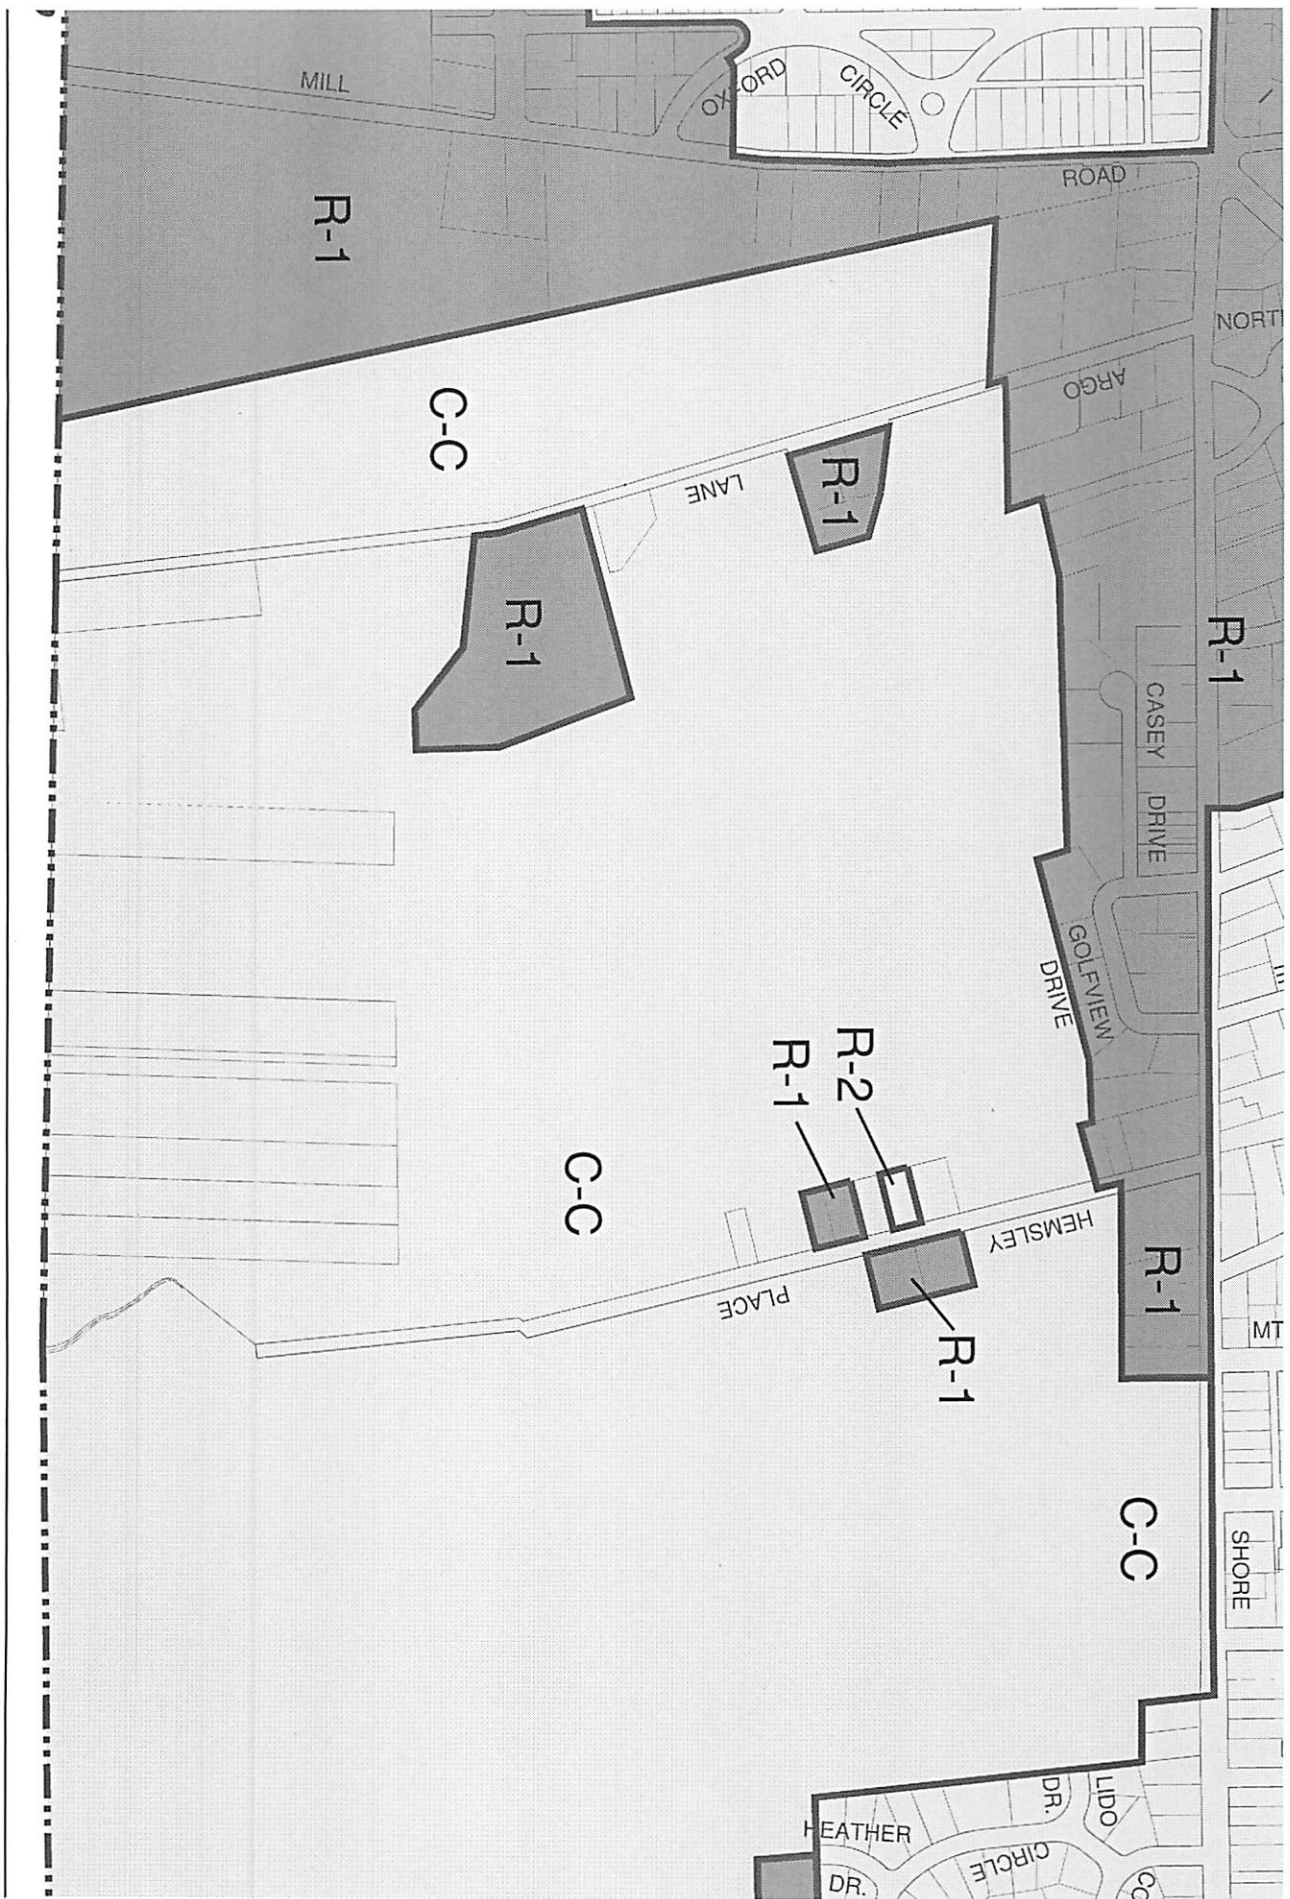 MILL
OXFORD
CIRCLE
ROAD
R-1
NORTH
ARGO
C-C
R-1
LANE
R-1
R-1
CASEY
DRIVE
GOLFVIEW
DRIVE
R-2
R-1
C-C
HEMSLEY
PLACE
R-1
R-1
MT
C-C
SHORE
LIDO
DR.
HEATHER
CIRCLE
DR.
CO